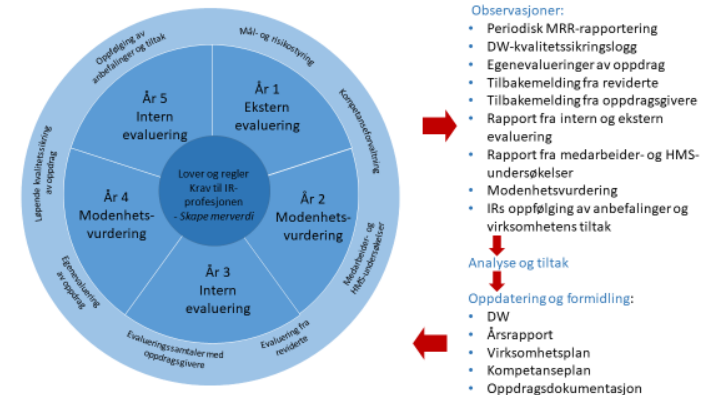 Oppfølging av
anbefalinger og tiltak
Mål- og risikostyring
Kompetanseforvaltning
Medarbeider- og
HMS-undersøkelser
Evaluering fra
reviderte
Evalueringssamtaler med
oppdragsgivere
Egenevaluering
av oppdrag
Løpende kvalitetssikring
av oppdrag
År 1
Ekstern
evaluering
År 2
Modenhets-
vurdering
År 3
Intern
evaluering
År 4
Modenhets-
vurdering
År 5
Intern
evaluering
Lover og regler
Krav til IR-
profesjonen
- Skape merverdi
Observasjoner:
• Periodisk MRR-rapportering
• DW-kvalitetssikringslogg
• Egenevalueringer av oppdrag
• Tilbakemelding fra reviderte
• Tilbakemelding fra oppdragsgivere
• Rapport fra intern og ekstern
evaluering
• Rapport fra medarbeider- og HMS-
undersøkelser
• Modenhetsvurdering
• IRs oppfølging av anbefalinger og
virksomhetens tiltak
Analyse og tiltak
Oppdatering og formidling:
• DW
• Årsrapport
• Virksomhetsplan
• Kompetanseplan
• Oppdragsdokumentasjon